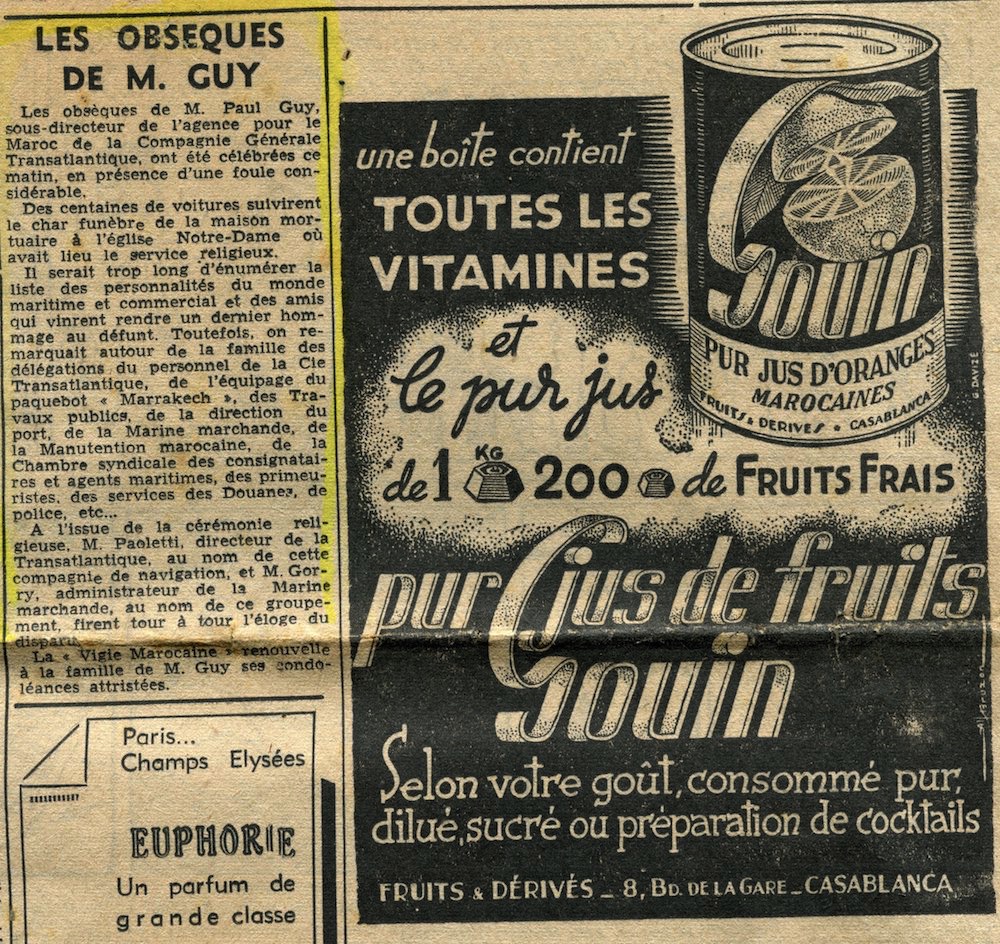 LES OBSEQUES
DE M. GUY
Les obsèques de M. Paul Guy,
sous-directeur de l'agence pour le
Maroc de la Compagnie Générale
Transatlantique, ont été célébrées ce
matin, en présence d'une foule con-
sidérable.
Des centaines de voitures suivirent
le char funèbre de la maison mor-
tuaire à l'église Notre-Dame où
avait lieu le service religieux.
Il serait trop long d'énumérer la
liste des personnalités du monde
maritime et commercial et des amis
qui vinrent rendre un dernier hom-
mage au défunt. Toutefois, on re-
marquait autour de la famille des
délégations du personnel de la Cie
Transatlantique, de l'équipage du
paquebot « Marrakech », des Tra-
vaux publics, de la direction du
port, de la Marine marchande, de
la Manutention marocaine, de la
Chambre syndicale des consignatai-
res et agents maritimes, des primeu-
ristes, des services des Douanes, de
police, etc...
A l'issue de la cérémonie reli-
gieuse, M. Paoletti, directeur de la
Transatlantique, au nom de cette
compagnie de navigation, et M. Gor-
ry, administrateur de la Marine
marchande, au nom de ce groupe-
ment, firent tour à tour l'éloge du
disparu.
La « Vigie Marocaine » renouvelle
à la famille de M. Guy ses condo-
léances attristées.
Paris...
Champs Elysées
EUPHORIE
Un parfum de
grande classe
une boîte contient
TOUTES LES
VITAMINES
et
le pur jus
de 1 KG 200 de FRUITS FRAIS
Gouin
PUR JUS D'ORANGES
MAROCAINES
FRUITS & DERIVES • CASABLANCA
G. DAVIZE
pur jus de fruits
Gouin
Selon votre goût, consommé pur,
dilué, sucré ou préparation de cocktails
FRUITS & DÉRIVÉS _ 8, BD. DE LA GARE _ CASABLANCA